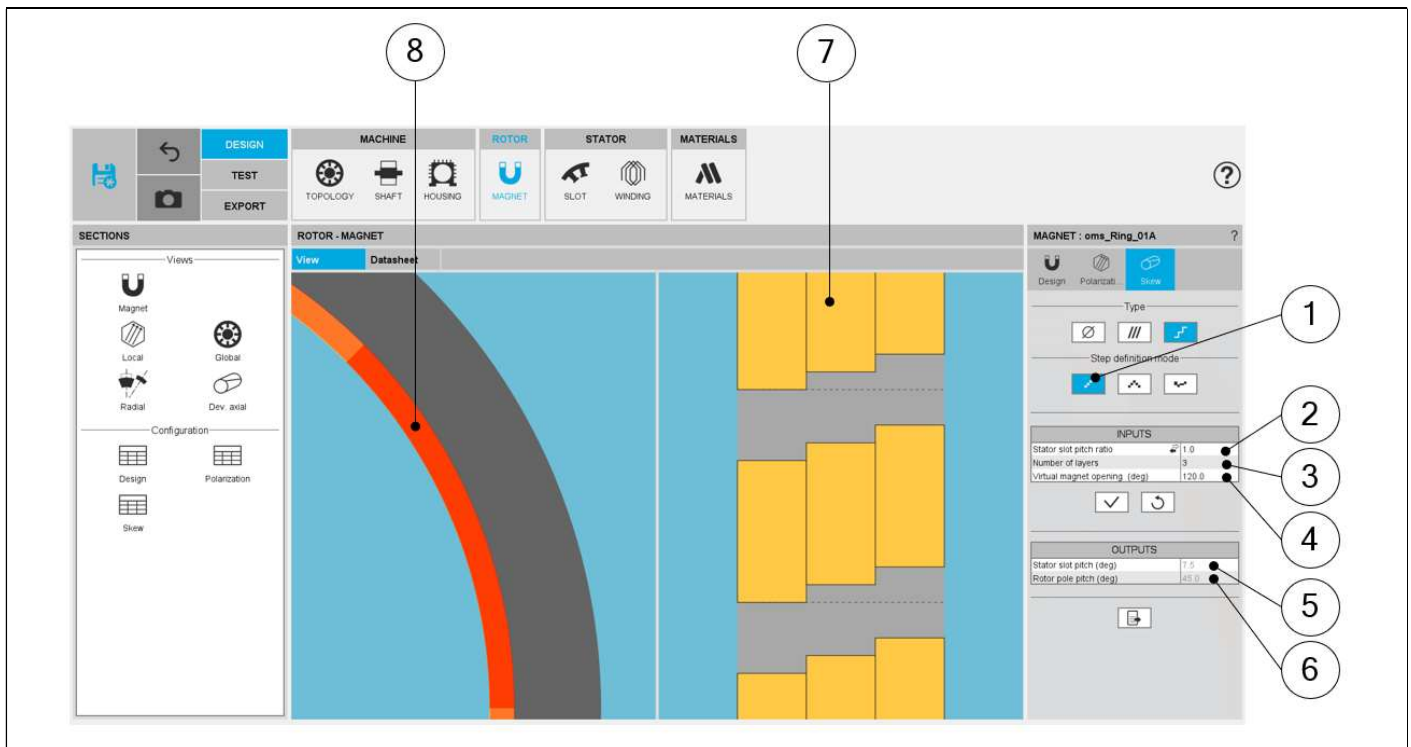 8
7
DESIGN
TEST
EXPORT
MACHINE
TOPOLOGY
SHAFT
HOUSING
ROTOR
MAGNET
STATOR
SLOT
WINDING
MATERIALS
MATERIALS
?
SECTIONS
Views
Magnet
Local
Global
Radial
Dev. axial
Configuration
Design
Polarization
Skew
ROTOR - MAGNET
View
Datasheet
MAGNET : oms_Ring_01A
?
Design
Polarizati...
Skew
Type
Step definition mode
INPUTS
Stator slot pitch ratio 1.0
Number of layers 3
Virtual magnet opening (deg) 120.0
OUTPUTS
Stator slot pitch (deg) 7.5
Rotor pole pitch (deg) 45.0
1
2
3
4
5
6